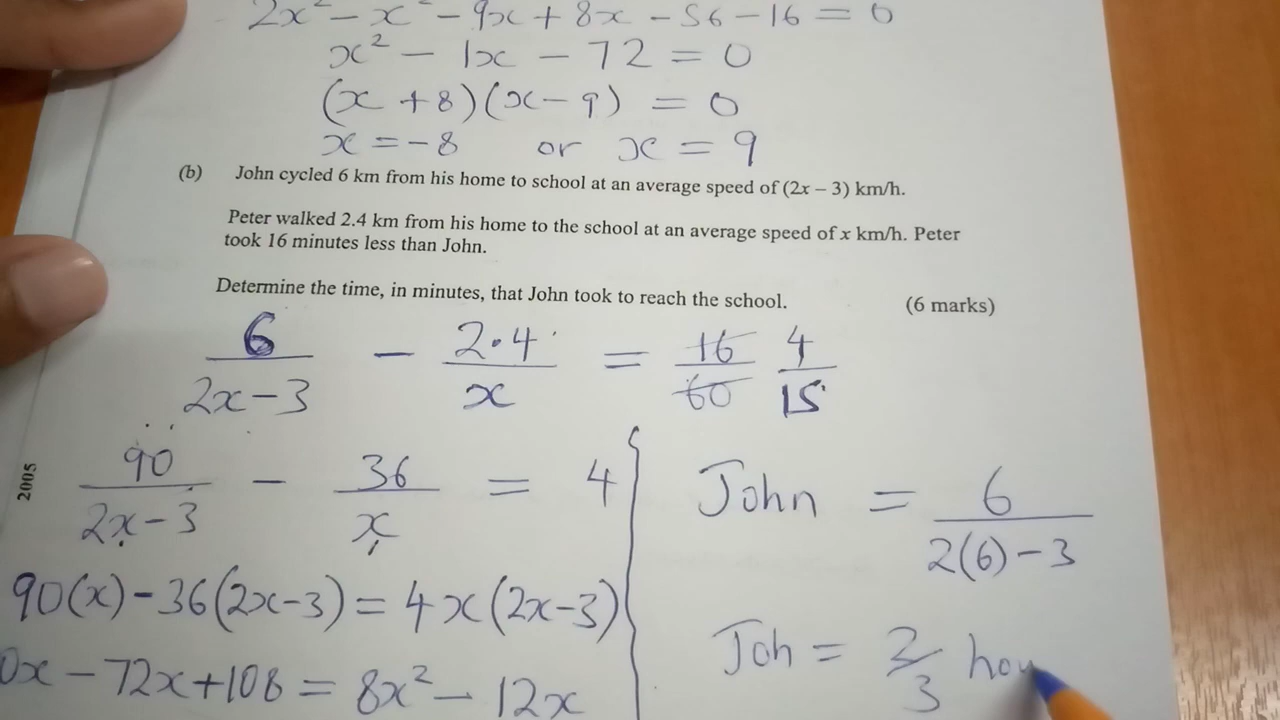 2x² - x² - 9x + 8x - 56 - 16 = 0
x² - 1x - 72 = 0
(x + 8)(x - 9) = 0
x = -8 or x = 9
(b) John cycled 6 km from his home to school at an average speed of (2x – 3) km/h.
Peter walked 2.4 km from his home to the school at an average speed of x km/h. Peter
took 16 minutes less than John.
Determine the time, in minutes, that John took to reach the school. (6 marks)
6/(2x-3) - 2.4/x = 16/60 4/15
90/(2x-3) - 36/x = 4
90(x) - 36(2x-3) = 4x(2x-3)
0x - 72x + 108 = 8x² - 12x
John = 6/(2(6)-3)
Joh = 2/3
2005